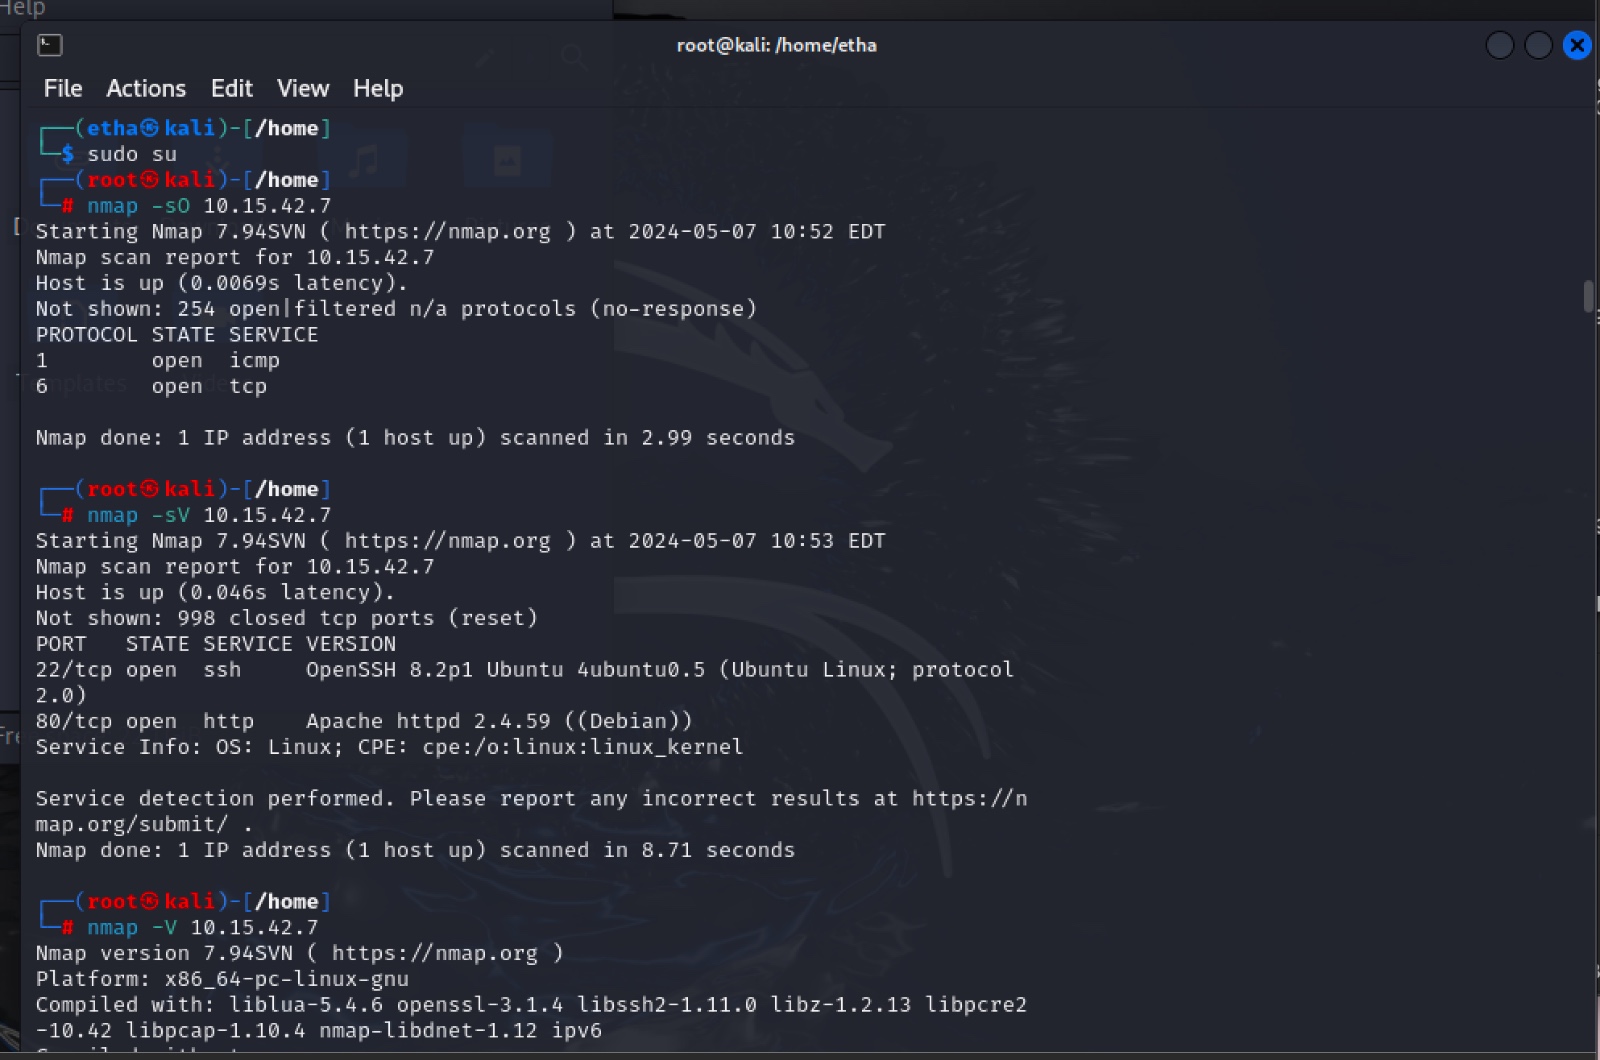 Help
root@kali: /home/etha
File Actions Edit View Help
┌──(etha㉿kali)-[/home]
└─$ sudo su
┌──(root㉿kali)-[/home]
└─# nmap -sO 10.15.42.7
Starting Nmap 7.94SVN ( https://nmap.org ) at 2024-05-07 10:52 EDT
Nmap scan report for 10.15.42.7
Host is up (0.0069s latency).
Not shown: 254 open|filtered n/a protocols (no-response)
PROTOCOL STATE SERVICE
1        open  icmp
6        open  tcp
Nmap done: 1 IP address (1 host up) scanned in 2.99 seconds
┌──(root㉿kali)-[/home]
└─# nmap -sV 10.15.42.7
Starting Nmap 7.94SVN ( https://nmap.org ) at 2024-05-07 10:53 EDT
Nmap scan report for 10.15.42.7
Host is up (0.046s latency).
Not shown: 998 closed tcp ports (reset)
PORT   STATE SERVICE VERSION
22/tcp open  ssh     OpenSSH 8.2p1 Ubuntu 4ubuntu0.5 (Ubuntu Linux; protocol
2.0)
80/tcp open  http    Apache httpd 2.4.59 ((Debian))
Service Info: OS: Linux; CPE: cpe:/o:linux:linux_kernel
Service detection performed. Please report any incorrect results at https://n
map.org/submit/ .
Nmap done: 1 IP address (1 host up) scanned in 8.71 seconds
┌──(root㉿kali)-[/home]
└─# nmap -V 10.15.42.7
Nmap version 7.94SVN ( https://nmap.org )
Platform: x86_64-pc-linux-gnu
Compiled with: liblua-5.4.6 openssl-3.1.4 libssh2-1.11.0 libz-1.2.13 libpcre2
-10.42 libpcap-1.10.4 nmap-libdnet-1.12 ipv6